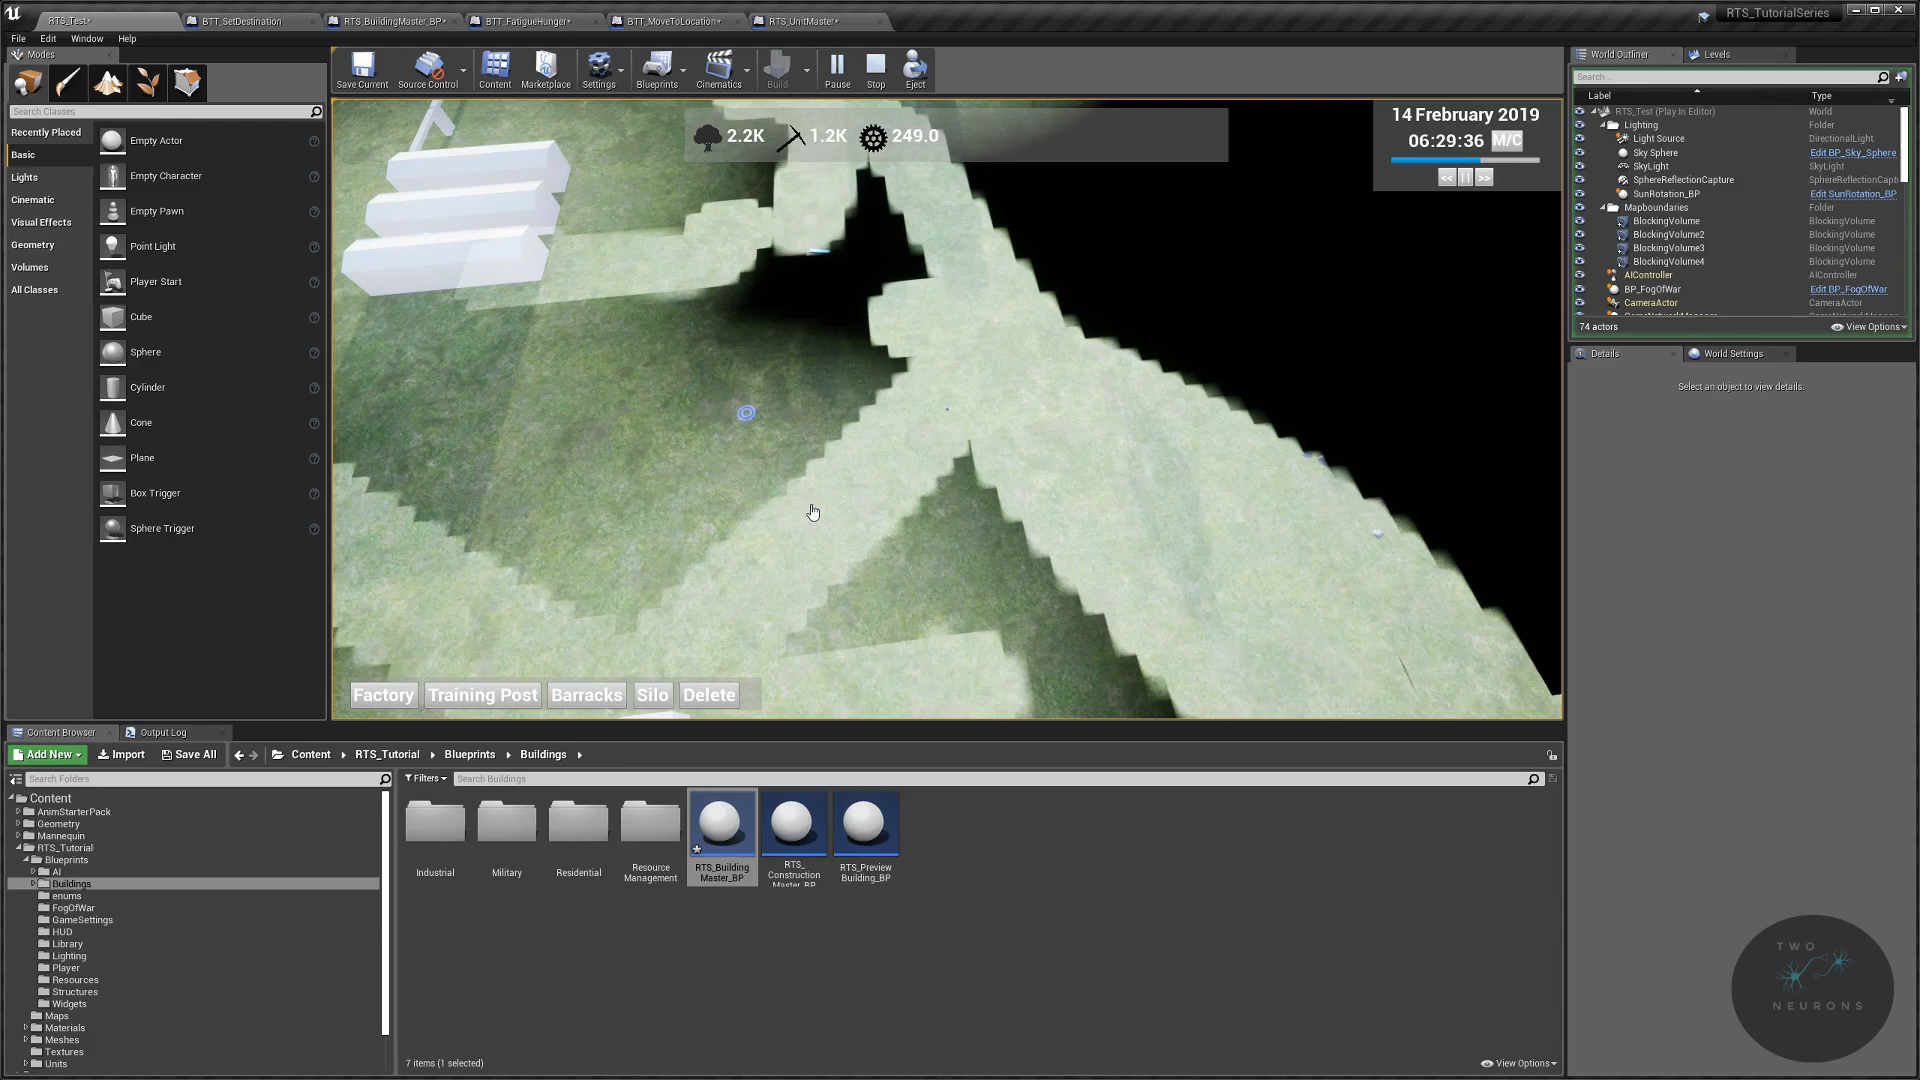 RTS_Test*
BTT_SetDestination
RTS_BuildingMaster_BP*
BTT_FatigueHunger*
BTT_MoveToLocation*
RTS_UnitMaster*
RTS_TutorialSeries
File Edit Window Help
Modes
Search Classes
Recently Placed
Basic
Lights
Cinematic
Visual Effects
Geometry
Volumes
All Classes
Empty Actor
Empty Character
Empty Pawn
Point Light
Player Start
Cube
Sphere
Cylinder
Cone
Plane
Box Trigger
Sphere Trigger
Save Current
Source Control
Content
Marketplace
Settings
Blueprints
Cinematics
Build
Pause
Stop
Eject
2.2K 1.2K 249.0
14 Frebruary 2019
06:29:36 M/C
<< || >>
Factory Training Post Barracks Silo Delete
World Outliner
Levels
Search...
Label Type
RTS_Test (Play In Editor) World
Lighting Folder
Light Source DirectionalLight
Sky Sphere Edit BP_Sky_Sphere
SkyLight SkyLight
SphereReflectionCapture SphereReflectionCapt
SunRotation_BP Edit SunRotation_BP
Mapboundaries Folder
BlockingVolume BlockingVolume
BlockingVolume2 BlockingVolume
BlockingVolume3 BlockingVolume
BlockingVolume4 BlockingVolume
AIController AIController
BP_FogOfWar Edit BP_FogOfWar
CameraActor CameraActor
74 actors
View Options
Details
World Settings
Select an object to view details.
Content Browser
Output Log
Add New
Import
Save All
Content RTS_Tutorial Blueprints Buildings
Search Folders
Filters
Search Buildings
Content
AnimStarterPack
Geometry
Mannequin
RTS_Tutorial
Blueprints
AI
Buildings
enums
FogOfWar
GameSettings
HUD
Library
Lighting
Player
Resources
Structures
Widgets
Maps
Materials
Meshes
Textures
Units
Industrial
Military
Residential
Resource
Management
RTS_Building
Master_BP
RTS_
Construction
Master_BP
RTS_Preview
Building_BP
7 items (1 selected)
View Options
TWO
NEURONS